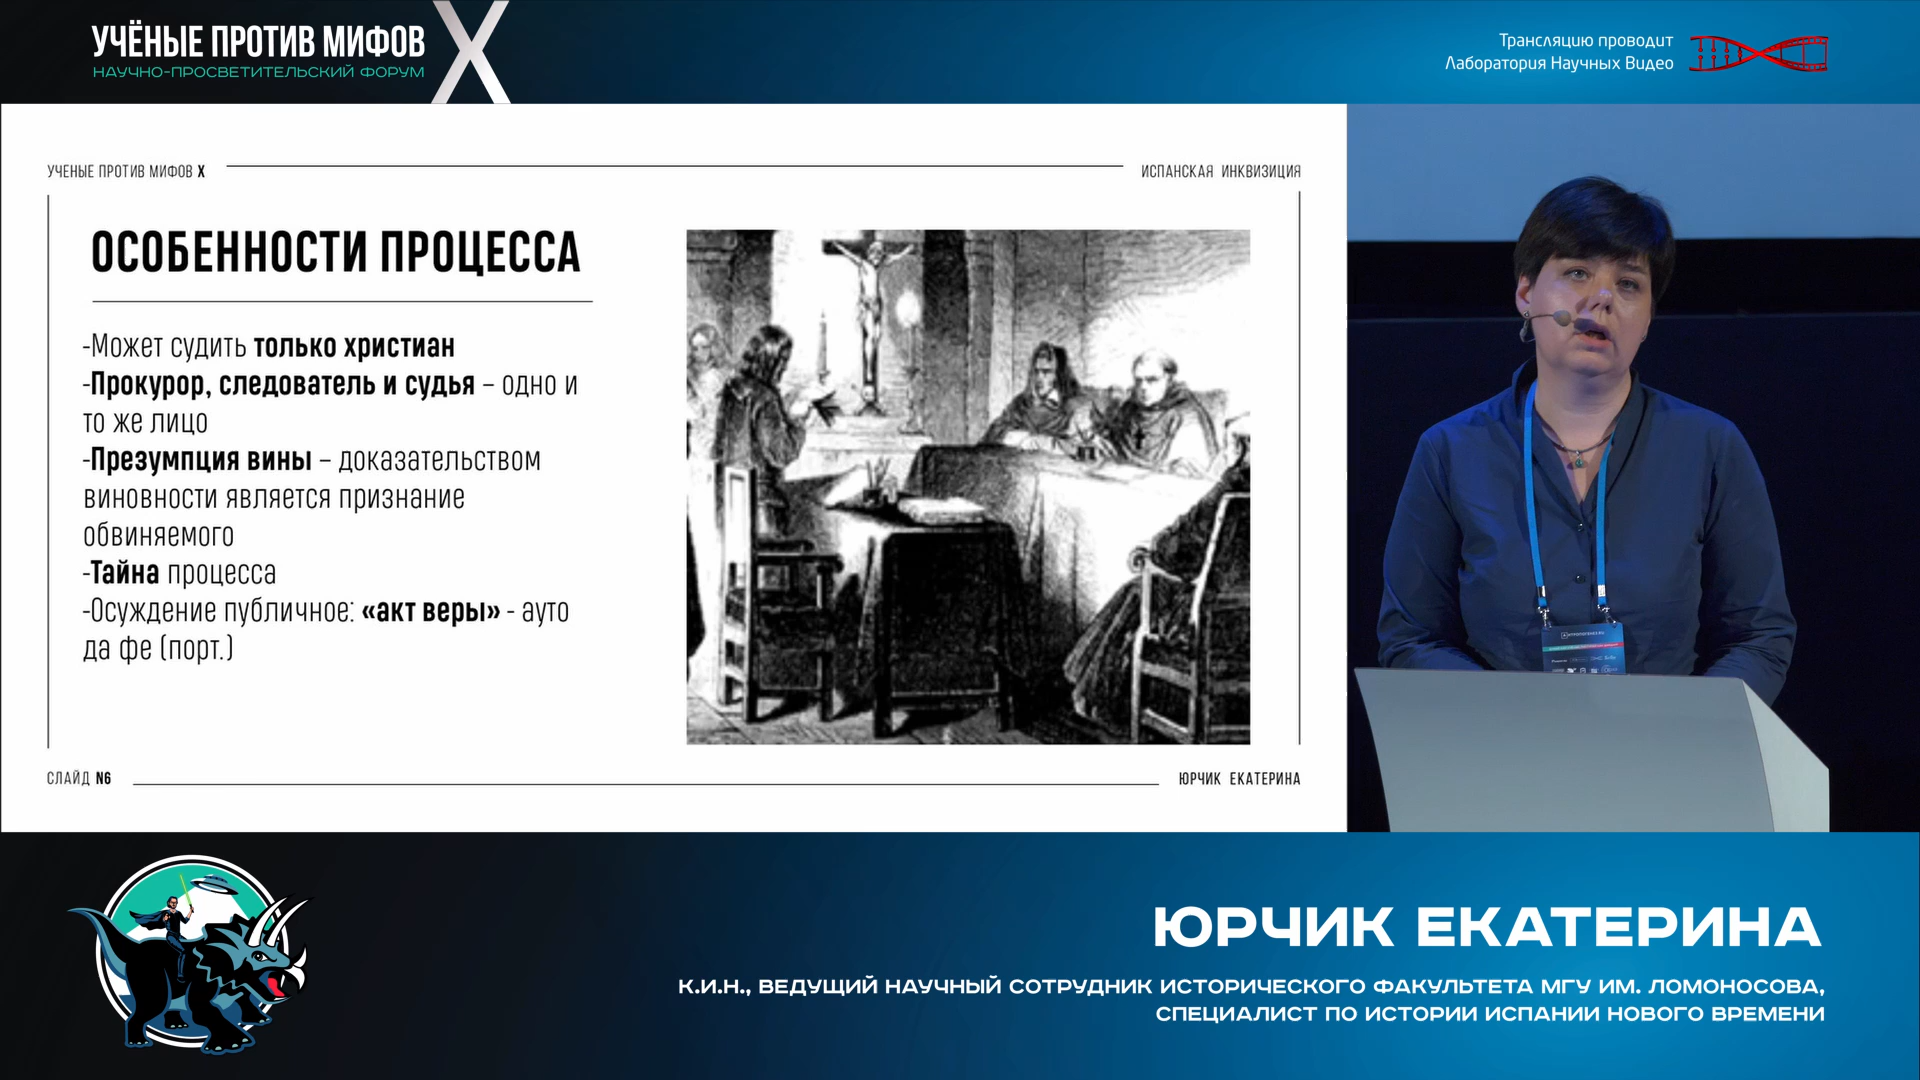 УЧЁНЫЕ ПРОТИВ МИФОВ X
НАУЧНО-ПРОСВЕТИТЕЛЬСКИЙ ФОРУМ
Трансляцию проводит
Лаборатория Научных Видео
УЧЕНЫЕ ПРОТИВ МИФОВ X
ИСПАНСКАЯ ИНКВИЗИЦИЯ
ОСОБЕННОСТИ ПРОЦЕССА
-Может судить только христиан
-Прокурор, следователь и судья – одно и
то же лицо
-Презумпция вины – доказательством
виновности является признание
обвиняемого
-Тайна процесса
-Осуждение публичное: «акт веры» - ауто
да фе (порт.)
СЛАЙД N6
ЮРЧИК ЕКАТЕРИНА
ЮРЧИК ЕКАТЕРИНА
К.И.Н., ВЕДУЩИЙ НАУЧНЫЙ СОТРУДНИК ИСТОРИЧЕСКОГО ФАКУЛЬТЕТА МГУ ИМ. ЛОМОНОСОВА,
СПЕЦИАЛИСТ ПО ИСТОРИИ ИСПАНИИ НОВОГО ВРЕМЕНИ